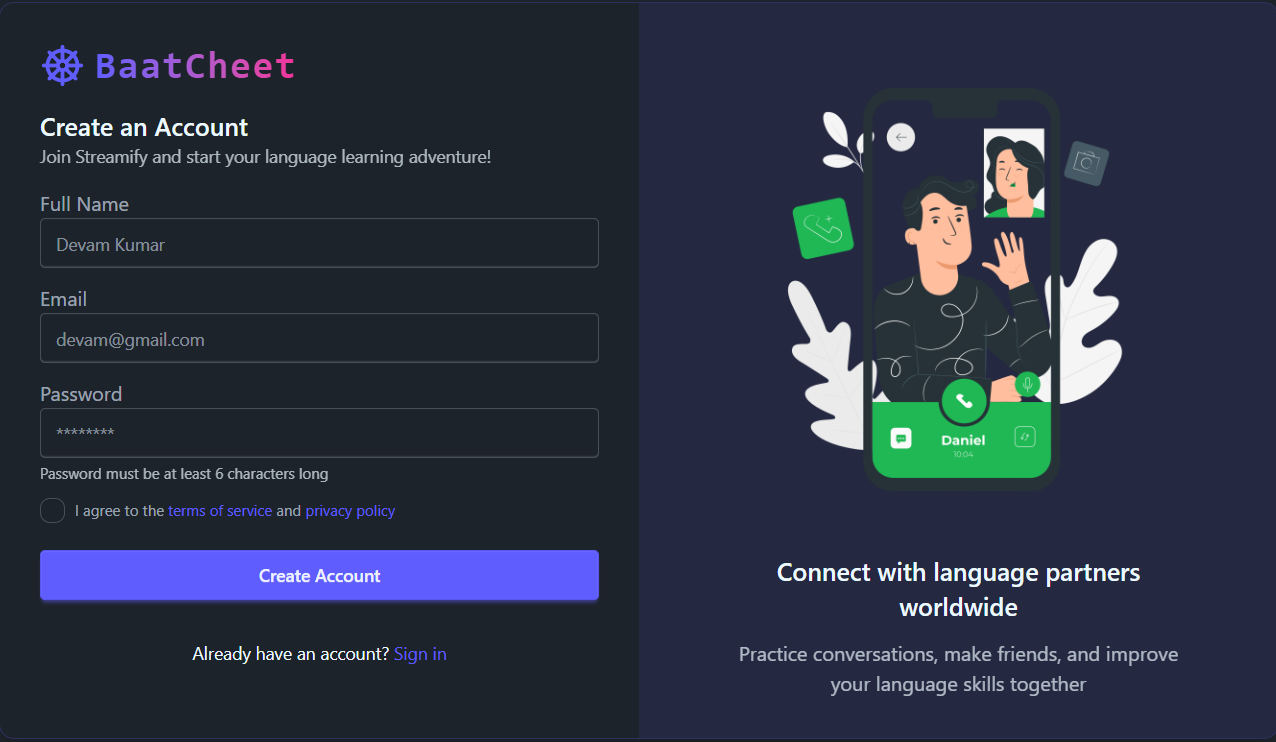 BaatCheet
Create an Account
Join Streamify and start your language learning adventure!
Full Name
Devam Kumar
Email
devam@gmail.com
Password
********
Password must be at least 6 characters long
I agree to the terms of service and privacy policy
Create Account
Already have an account? Sign in
Daniel
10:04
Connect with language partners
worldwide
Practice conversations, make friends, and improve
your language skills together